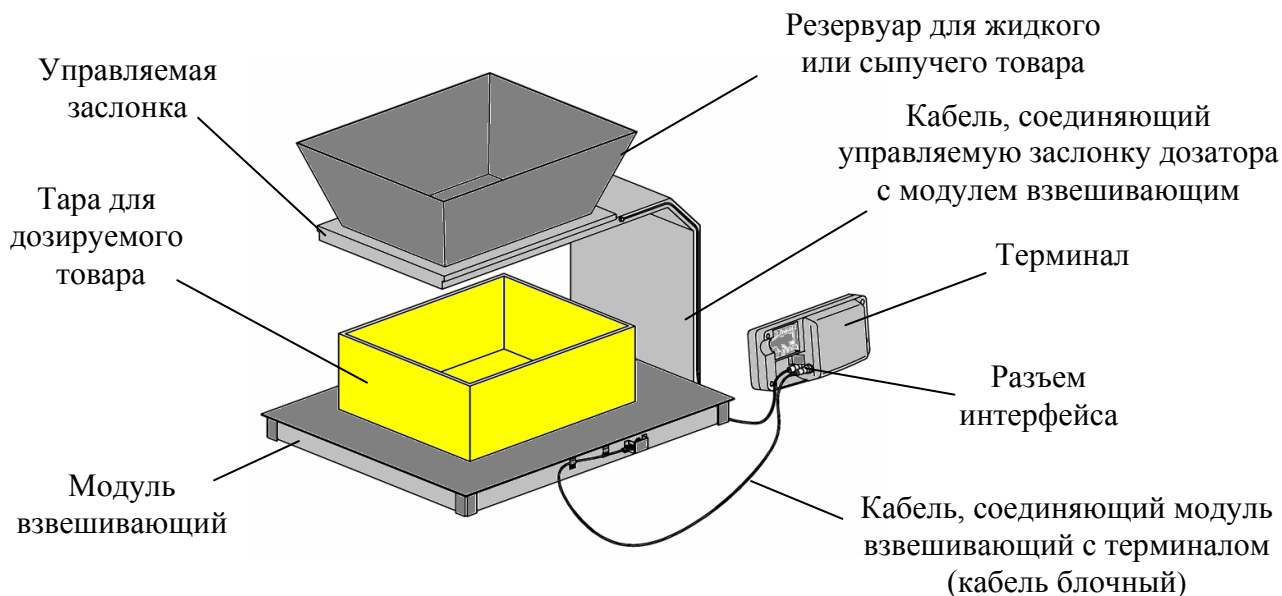 Резервуар для жидкого
или сыпучего товара
Управляемая
заслонка
Кабель, соединяющий
управляемую заслонку дозатора
с модулем взвешивающим
Тара для
дозируемого
товара
Терминал
Разъем
интерфейса
Модуль
взвешивающий
Кабель, соединяющий модуль
взвешивающий с терминалом
(кабель блочный)